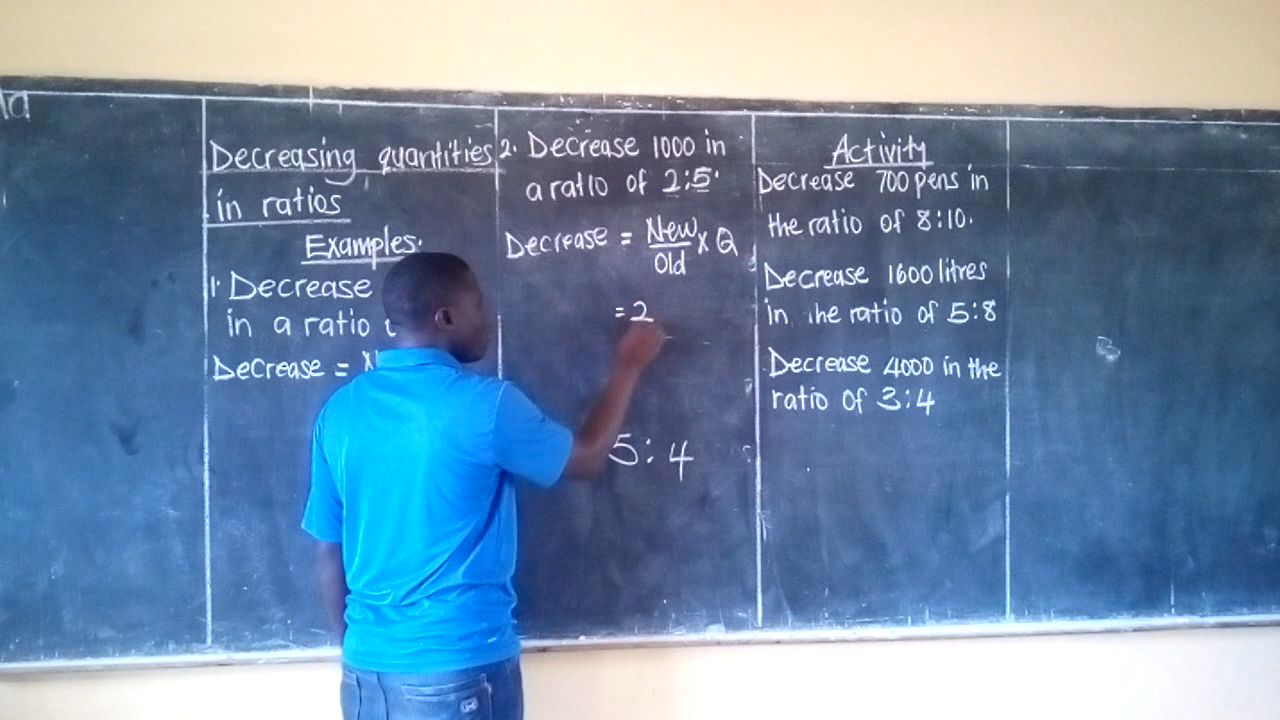 Decreasing quantities
in ratios
Examples.
1. Decrease
in a ratio
Decrease =
2. Decrease 1000 in
a ratio of 2:5.
Decrease = New/Old x Q
= 2
5:4
Activity
Decrease 700 pens in
the ratio of 8:10.
Decrease 1600 litres
in the ratio of 5:8
Decrease 4000 in the
ratio of 3:4